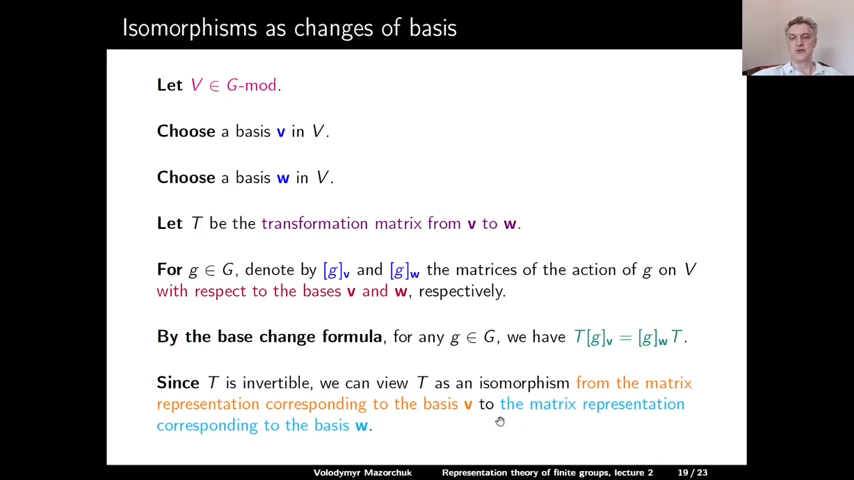 Isomorphisms as changes of basis
Let V ∈ G-mod.
Choose a basis v in V.
Choose a basis w in V.
Let T be the transformation matrix from v to w.
For g ∈ G, denote by [g]ᵥ and [g]w the matrices of the action of g on V
with respect to the bases v and w, respectively.
By the base change formula, for any g ∈ G, we have T[g]ᵥ = [g]wT.
Since T is invertible, we can view T as an isomorphism from the matrix
representation corresponding to the basis v to the matrix representation
corresponding to the basis w.
Volodymyr Mazorchuk Representation theory of finite groups, lecture 2 19/23